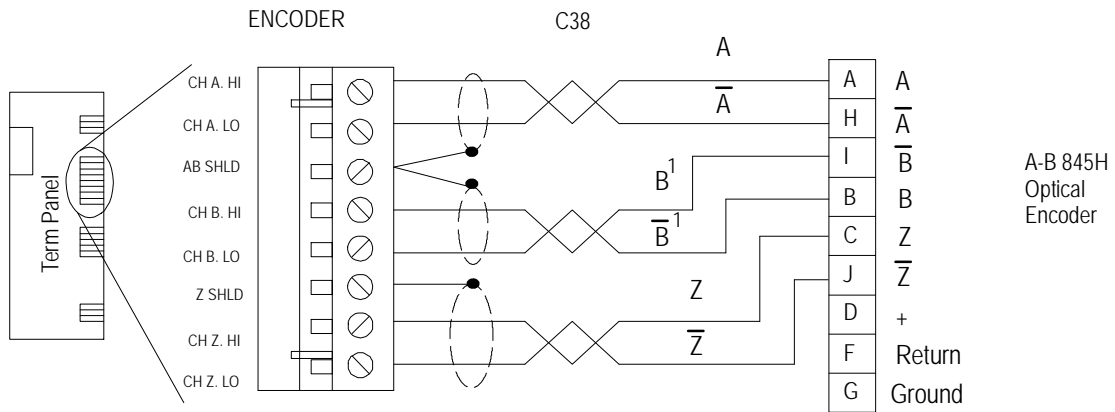 ENCODER
C38
Term Panel
CH A. HI
CH A. LO
AB SHLD
CH B. HI
CH B. LO
Z SHLD
CH Z. HI
CH Z. LO
A
A̅
B¹
B̅¹
Z
Z̅
A A
H A̅
I B̅
B B
C Z
J Z̅
D +
F Return
G Ground
A-B 845H
Optical
Encoder